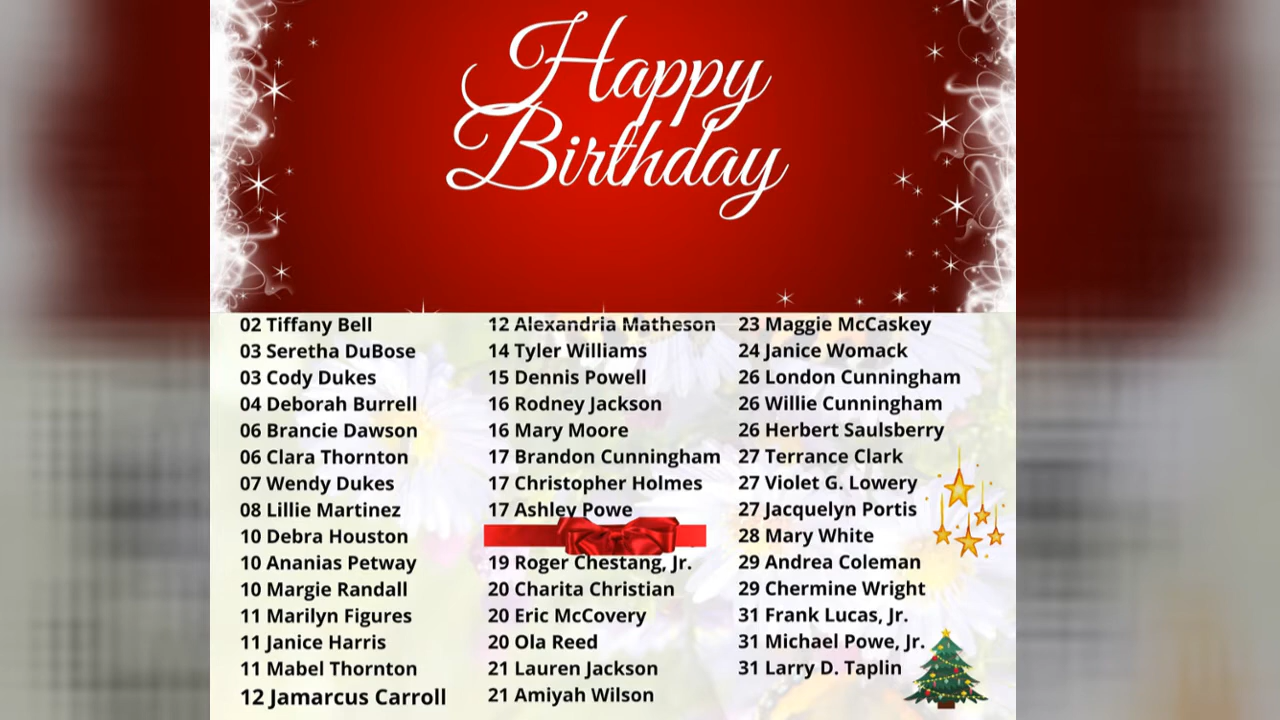 Happy
Birthday
02 Tiffany Bell
03 Seretha DuBose
03 Cody Dukes
04 Deborah Burrell
06 Brancie Dawson
06 Clara Thornton
07 Wendy Dukes
08 Lillie Martinez
10 Debra Houston
10 Ananias Petway
10 Margie Randall
11 Marilyn Figures
11 Janice Harris
11 Mabel Thornton
12 Jamarcus Carroll
12 Alexandria Matheson
14 Tyler Williams
15 Dennis Powell
16 Rodney Jackson
16 Mary Moore
17 Brandon Cunningham
17 Christopher Holmes
17 Ashley Powe
19 Roger Chestang, Jr.
20 Charita Christian
20 Eric McCovery
20 Ola Reed
21 Lauren Jackson
21 Amiyah Wilson
23 Maggie McCaskey
24 Janice Womack
26 London Cunningham
26 Willie Cunningham
26 Herbert Saulsberry
27 Terrance Clark
27 Violet G. Lowery
27 Jacquelyn Portis
28 Mary White
29 Andrea Coleman
29 Chermine Wright
31 Frank Lucas, Jr.
31 Michael Powe, Jr.
31 Larry D. Taplin